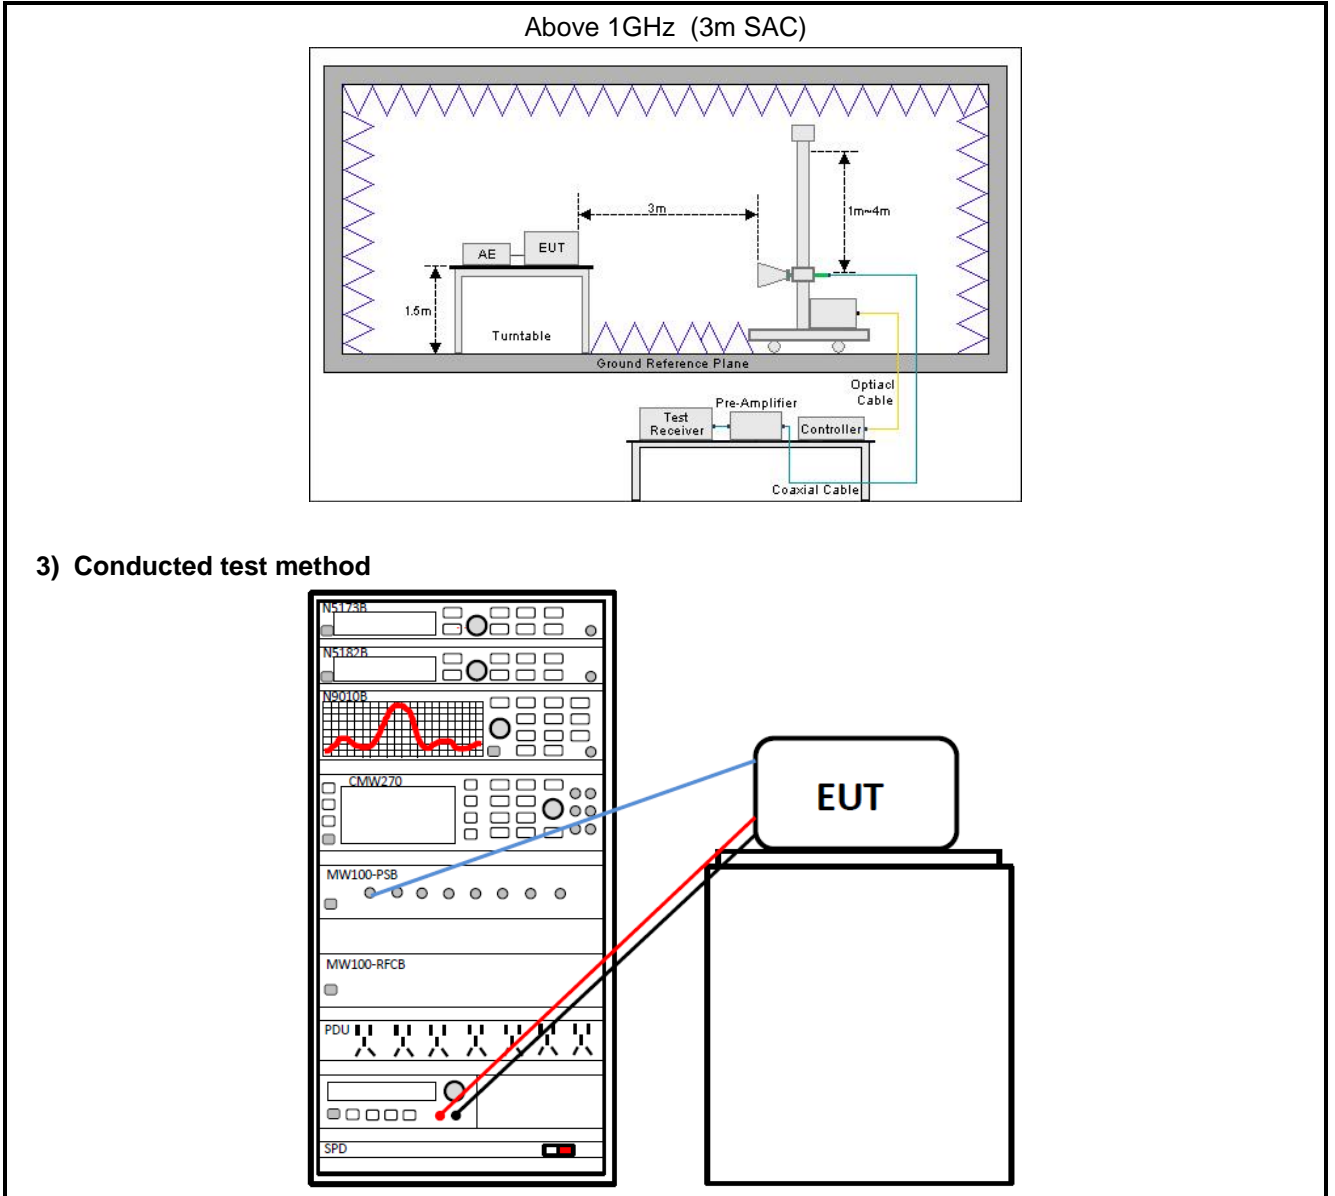 Above 1GHz (3m SAC)
3m
1m~4m
AE
EUT
1.5m
Turntable
Ground Reference Plane
Optiacl
Cable
Pre-Amplifier
Test
Receiver
Controller
Coaxial Cable
3) Conducted test method
N5173B
N5182B
N9010B
CMW270
EUT
MW100-PSB
MW100-RFCB
PDU
SPD